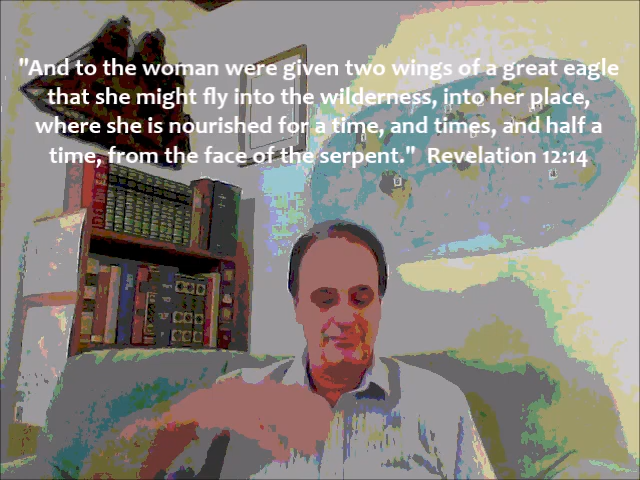 "And to the woman were given two wings of a great eagle
that she might fly into the wilderness, into her place,
where she is nourished for a time, and times, and half a
time, from the face of the serpent."  Revelation 12:14